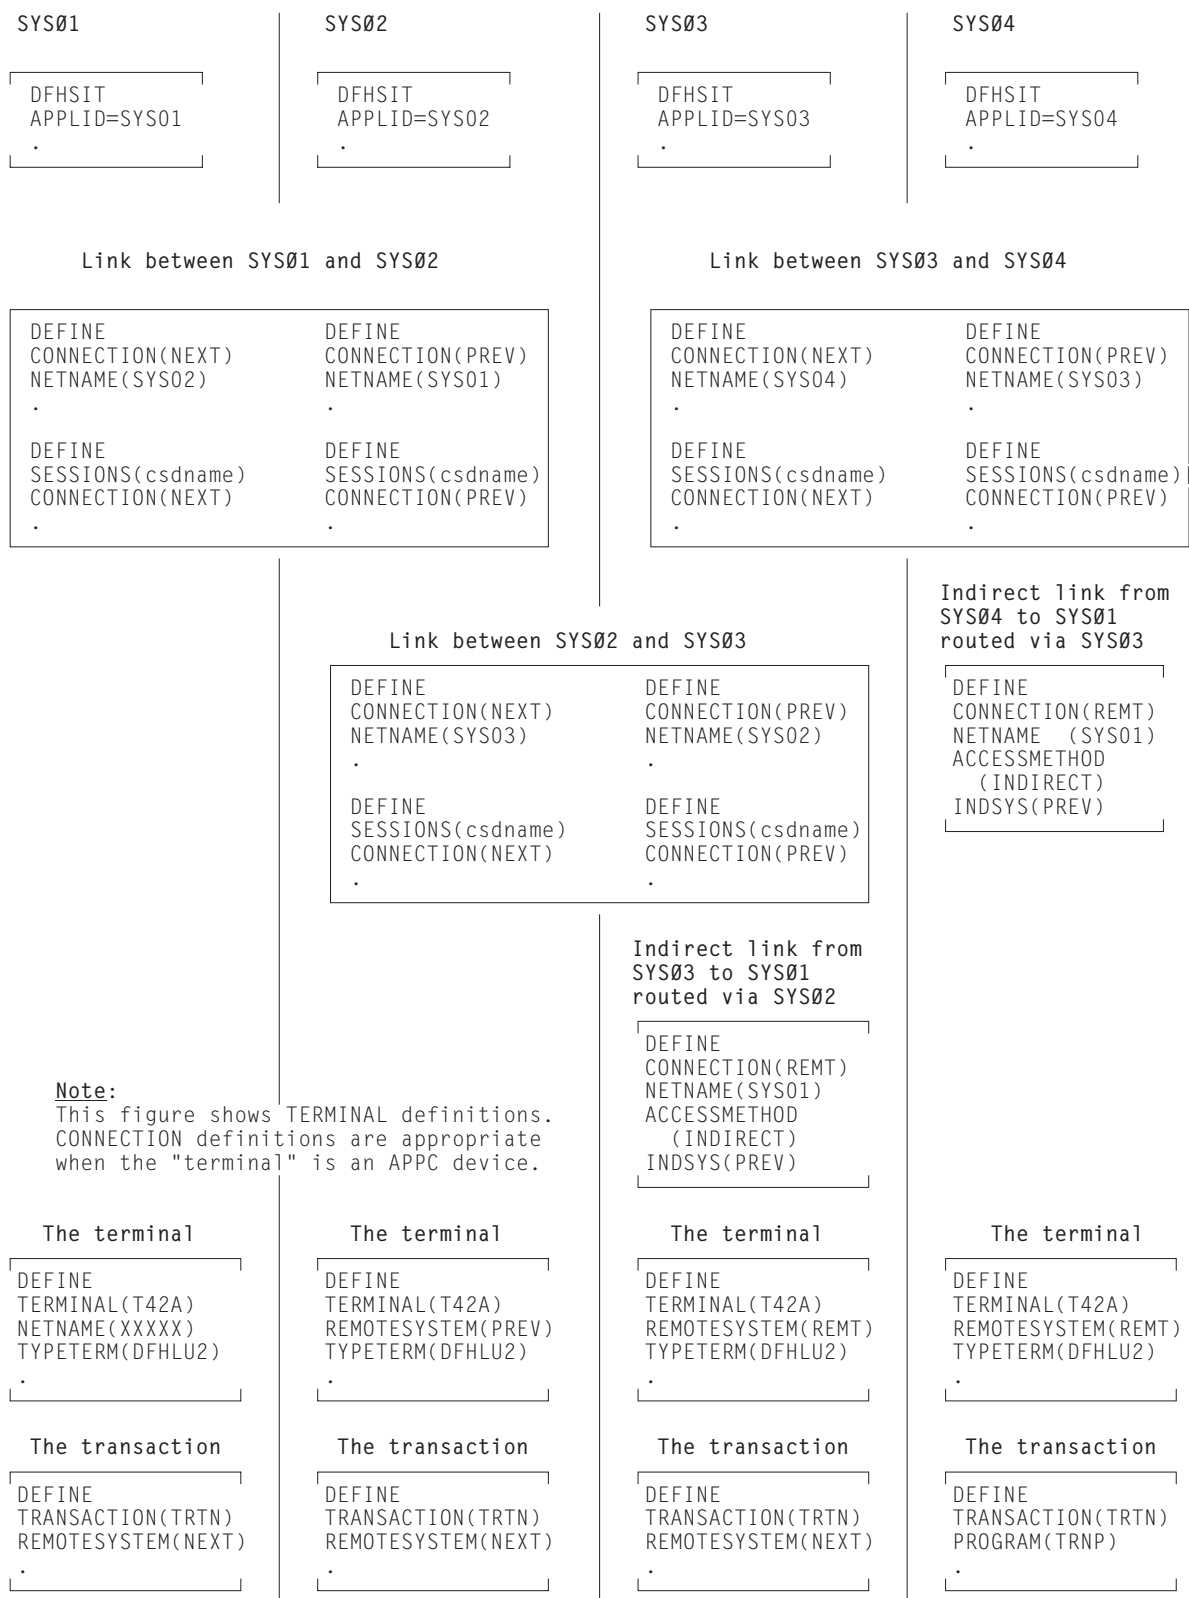 SYSØ1
SYSØ2
SYSØ3
SYSØ4
DFHSIT
APPLID=SYS01
.
DFHSIT
APPLID=SYS02
.
DFHSIT
APPLID=SYS03
.
DFHSIT
APPLID=SYS04
.
Link between SYSØ1 and SYSØ2
DEFINE
CONNECTION(NEXT)
NETNAME(SYS02)
.
DEFINE
SESSIONS(csdname)
CONNECTION(NEXT)
.
DEFINE
CONNECTION(PREV)
NETNAME(SYS01)
.
DEFINE
SESSIONS(csdname)
CONNECTION(PREV)
.
Link between SYSØ3 and SYSØ4
DEFINE
CONNECTION(NEXT)
NETNAME(SYS04)
.
DEFINE
SESSIONS(csdname)
CONNECTION(NEXT)
.
DEFINE
CONNECTION(PREV)
NETNAME(SYS03)
.
DEFINE
SESSIONS(csdname)
CONNECTION(PREV)
.
Link between SYSØ2 and SYSØ3
DEFINE
CONNECTION(NEXT)
NETNAME(SYS03)
.
DEFINE
SESSIONS(csdname)
CONNECTION(NEXT)
.
DEFINE
CONNECTION(PREV)
NETNAME(SYS02)
.
DEFINE
SESSIONS(csdname)
CONNECTION(PREV)
.
Indirect link from
SYSØ4 to SYSØ1
routed via SYSØ3
DEFINE
CONNECTION(REMT)
NETNAME (SYS01)
ACCESSMETHOD
(INDIRECT)
INDSYS(PREV)
Indirect link from
SYSØ3 to SYSØ1
routed via SYSØ2
DEFINE
CONNECTION(REMT)
NETNAME(SYS01)
ACCESSMETHOD
(INDIRECT)
INDSYS(PREV)
Note:
This figure shows TERMINAL definitions.
CONNECTION definitions are appropriate
when the "terminal" is an APPC device.
The terminal
DEFINE
TERMINAL(T42A)
NETNAME(XXXXX)
TYPETERM(DFHLU2)
.
The terminal
DEFINE
TERMINAL(T42A)
REMOTESYSTEM(PREV)
TYPETERM(DFHLU2)
.
The terminal
DEFINE
TERMINAL(T42A)
REMOTESYSTEM(REMT)
TYPETERM(DFHLU2)
.
The terminal
DEFINE
TERMINAL(T42A)
REMOTESYSTEM(REMT)
TYPETERM(DFHLU2)
.
The transaction
DEFINE
TRANSACTION(TRTN)
REMOTESYSTEM(NEXT)
.
The transaction
DEFINE
TRANSACTION(TRTN)
REMOTESYSTEM(NEXT)
.
The transaction
DEFINE
TRANSACTION(TRTN)
REMOTESYSTEM(NEXT)
.
The transaction
DEFINE
TRANSACTION(TRTN)
PROGRAM(TRNP)
.